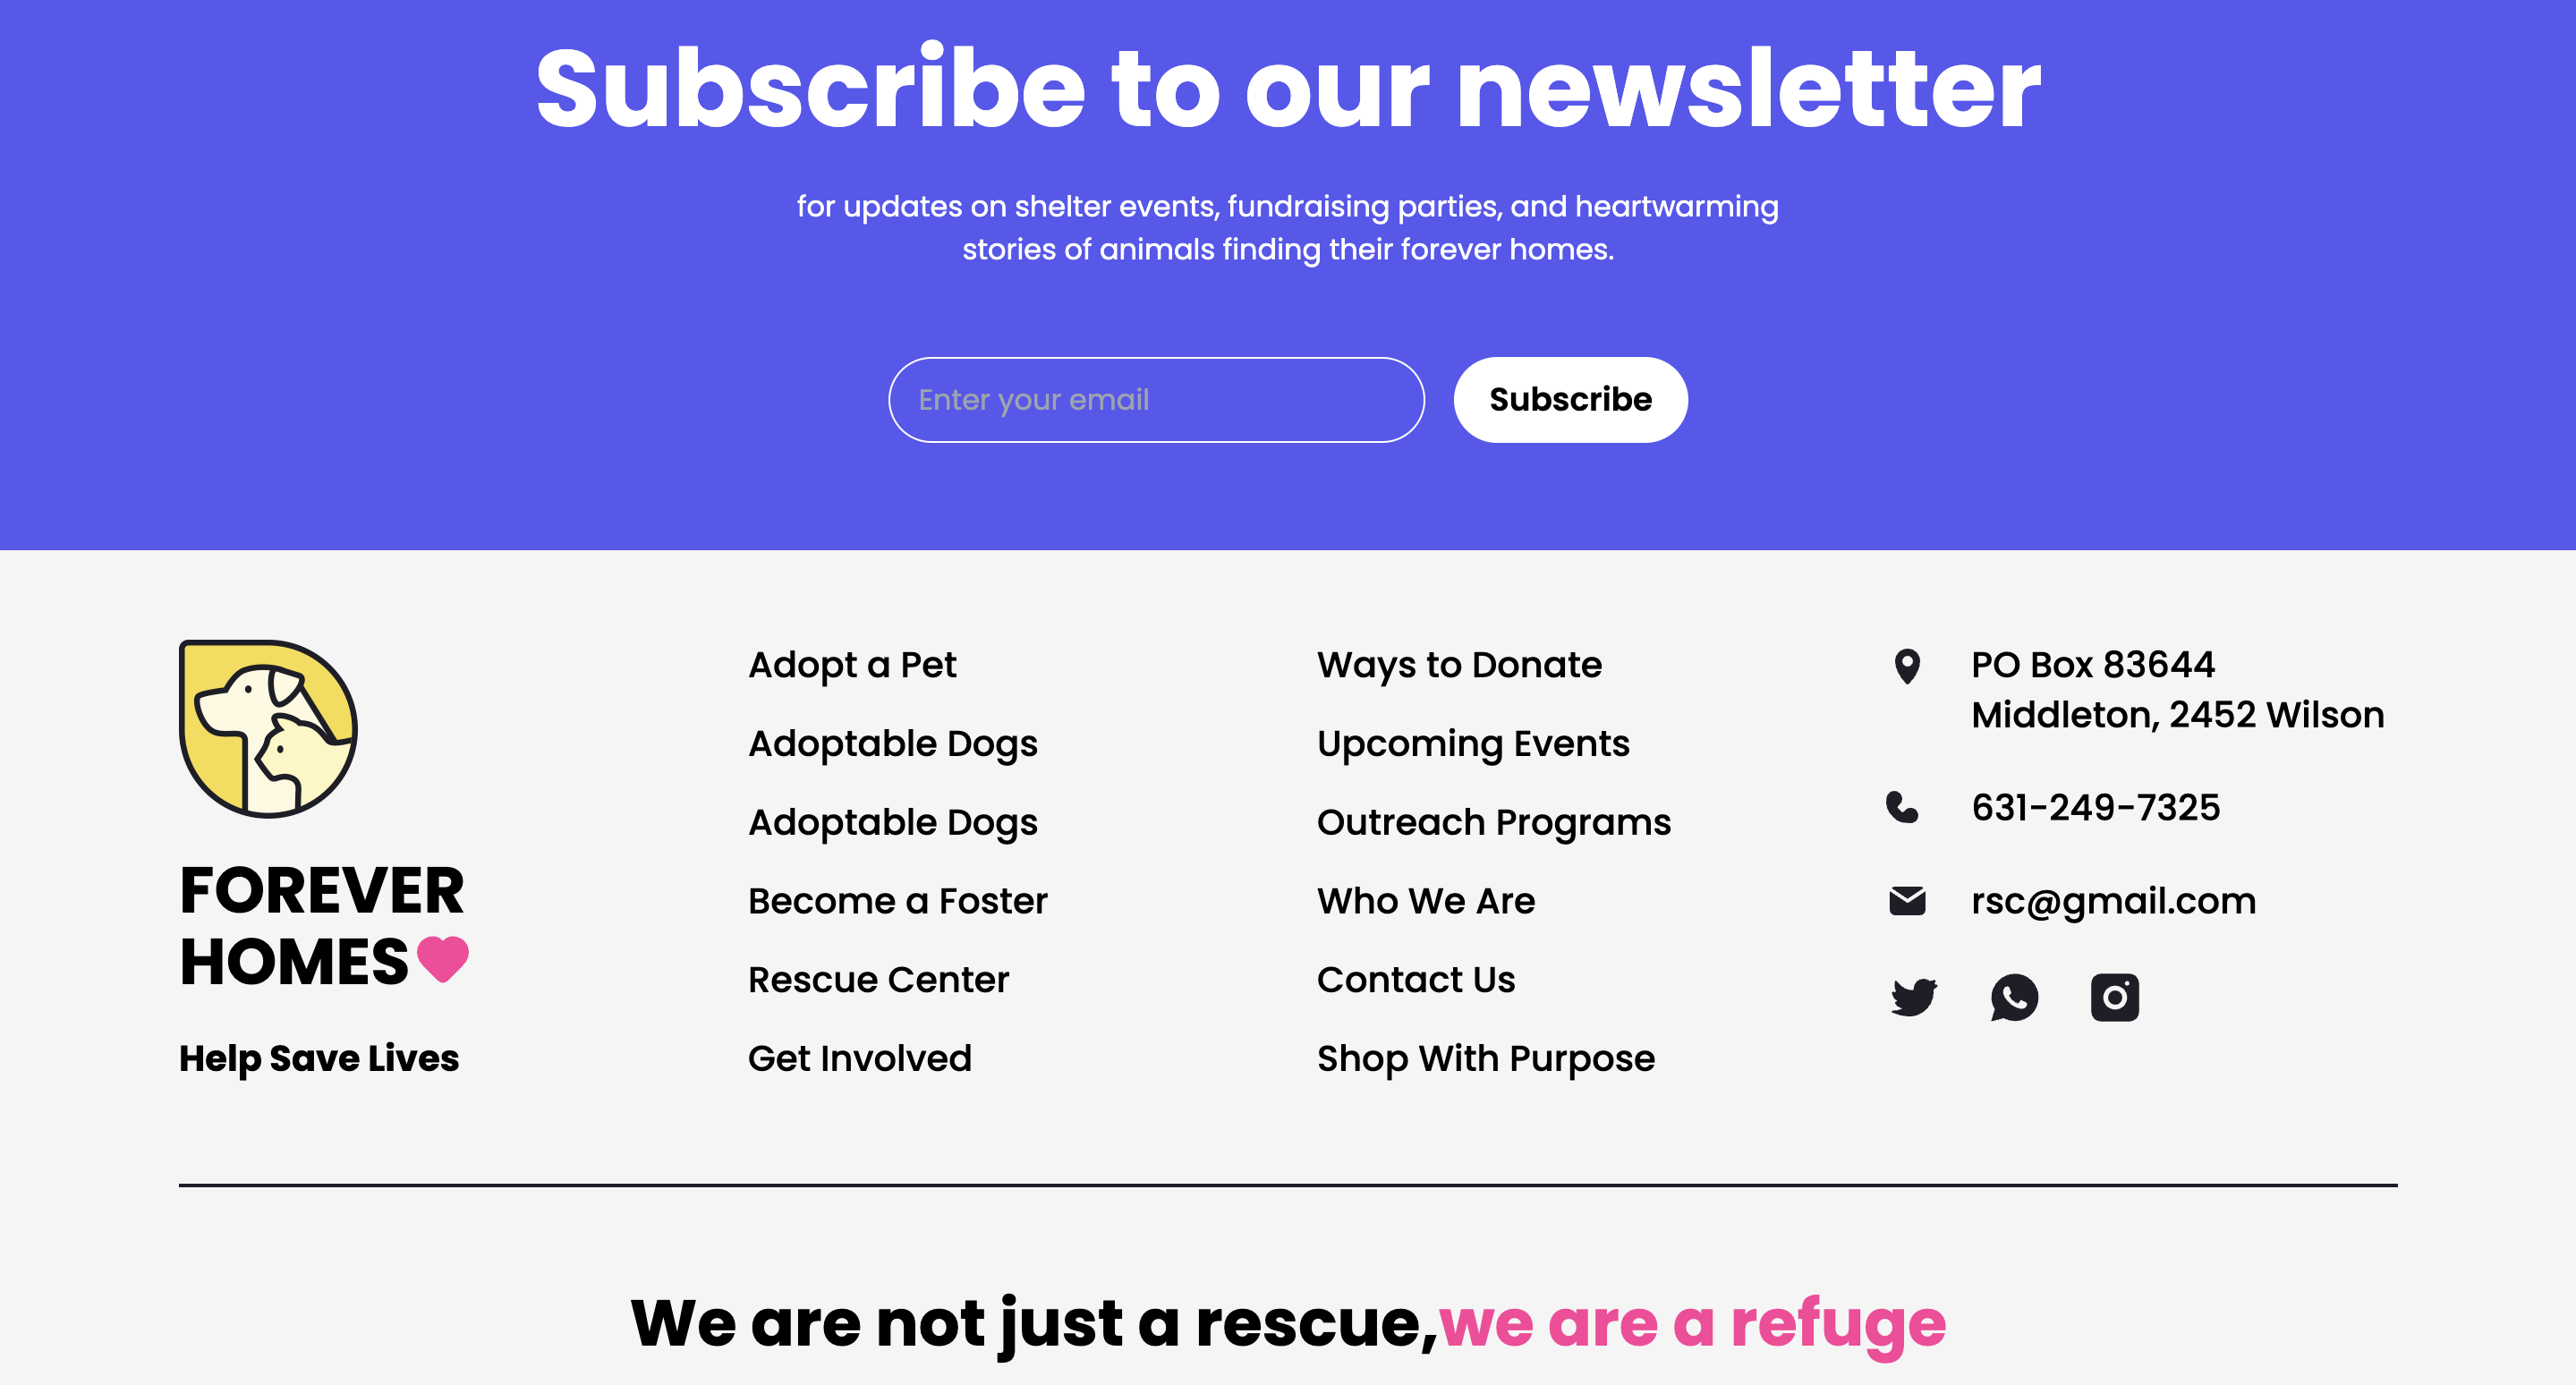 Subscribe to our newsletter
for updates on shelter events, fundraising parties, and heartwarming
stories of animals finding their forever homes.
Enter your email
Subscribe
FOREVER
HOMES
Help Save Lives
Adopt a Pet
Adoptable Dogs
Adoptable Dogs
Become a Foster
Rescue Center
Get Involved
Ways to Donate
Upcoming Events
Outreach Programs
Who We Are
Contact Us
Shop With Purpose
PO Box 83644
Middleton, 2452 Wilson
631-249-7325
rsc@gmail.com
We are not just a rescue,we are a refuge